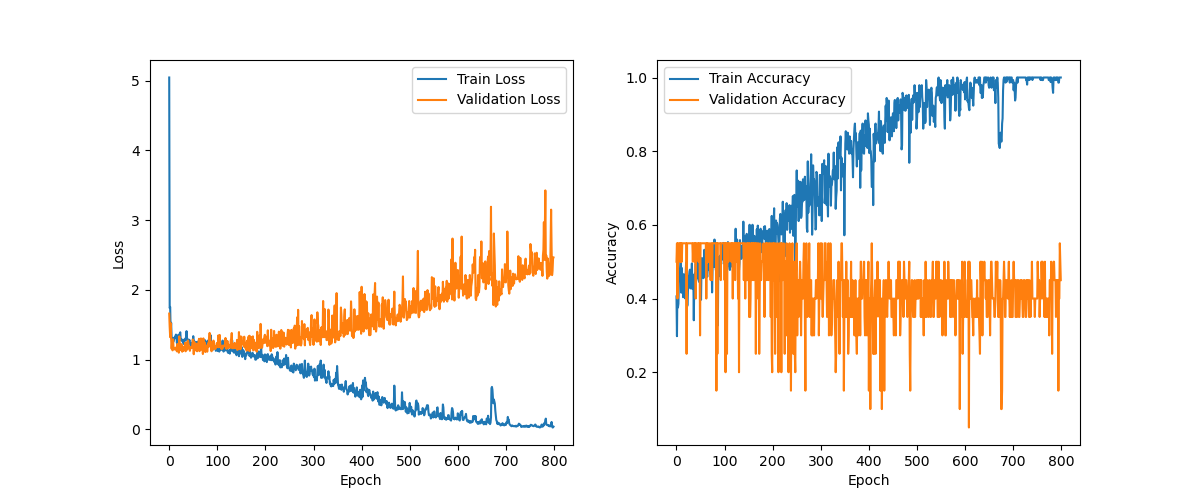 Train Loss
Validation Loss
Loss
5
4
3
2
1
0
0 100 200 300 400 500 600 700 800
Epoch
Train Accuracy
Validation Accuracy
Accuracy
1.0
0.8
0.6
0.4
0.2
0 100 200 300 400 500 600 700 800
Epoch